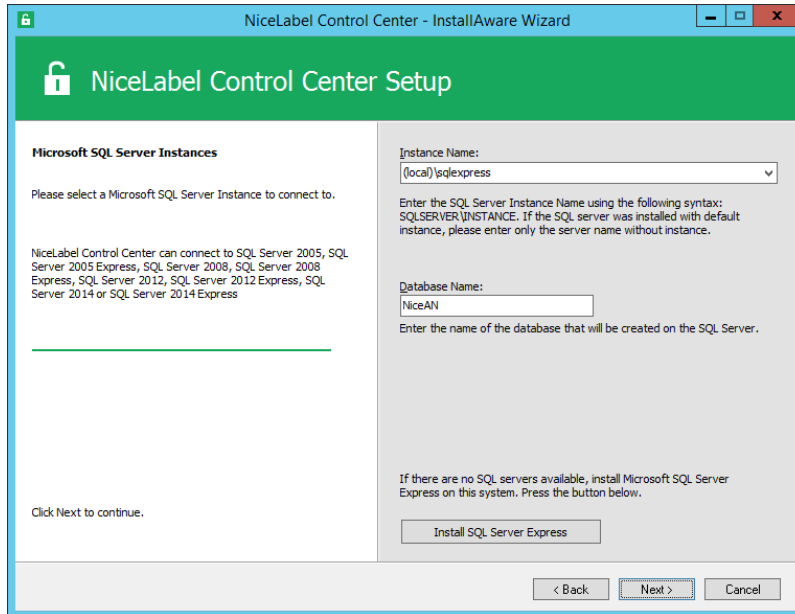 NiceLabel Control Center - InstallAware Wizard
NiceLabel Control Center Setup
Microsoft SQL Server Instances
Please select a Microsoft SQL Server Instance to connect to.
NiceLabel Control Center can connect to SQL Server 2005, SQL
Server 2005 Express, SQL Server 2008, SQL Server 2008
Express, SQL Server 2012, SQL Server 2012 Express, SQL
Server 2014 or SQL Server 2014 Express
Click Next to continue.
Instance Name:
(local)\sqlexpress
Enter the SQL Server Instance Name using the following syntax:
SQLSERVER\INSTANCE. If the SQL server was installed with default
instance, please enter only the server name without instance.
Database Name:
NiceAN
Enter the name of the database that will be created on the SQL Server.
If there are no SQL servers available, install Microsoft SQL Server
Express on this system. Press the button below.
Install SQL Server Express
< Back
Next >
Cancel